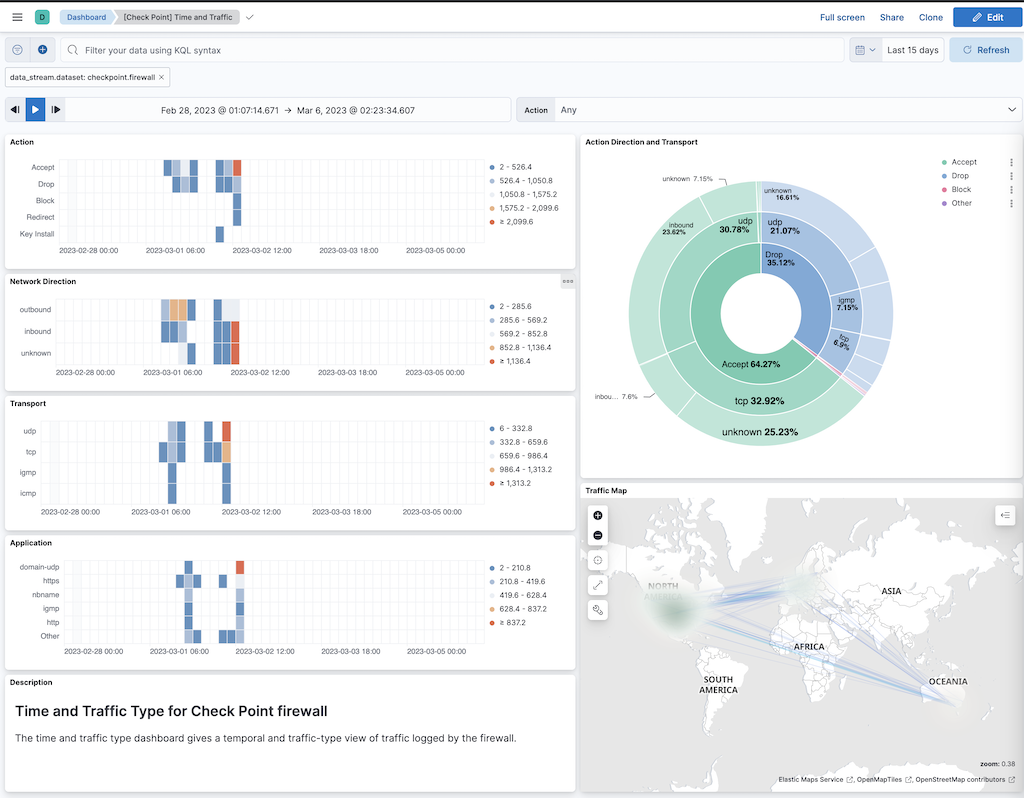 D Dashboard [Check Point] Time and Traffic Full screen Share Clone Edit
Filter your data using KQL syntax Last 15 days Refresh
data_stream.dataset: checkpoint.firewall ×
Feb 28, 2023 @ 01:07:14.671 → Mar 6, 2023 @ 02:23:34.607 Action Any
Action
Accept
Drop
Block
Redirect
Key Install
2023-02-28 00:00 2023-03-01 06:00 2023-03-02 12:00 2023-03-03 18:00 2023-03-05 00:00
2 - 526.4
526.4 - 1,050.8
1,050.8 - 1,575.2
1,575.2 - 2,099.6
≥ 2,099.6
Network Direction
outbound
inbound
unknown
2023-02-28 00:00 2023-03-01 06:00 2023-03-02 12:00 2023-03-03 18:00 2023-03-05 00:00
2 - 285.6
285.6 - 569.2
569.2 - 852.8
852.8 - 1,136.4
≥ 1,136.4
Transport
udp
tcp
igmp
icmp
2023-02-28 00:00 2023-03-01 06:00 2023-03-02 12:00 2023-03-03 18:00 2023-03-05 00:00
6 - 332.8
332.8 - 659.6
659.6 - 986.4
986.4 - 1,313.2
≥ 1,313.2
Application
domain-udp
https
nbname
igmp
http
Other
2023-02-28 00:00 2023-03-01 06:00 2023-03-02 12:00 2023-03-03 18:00 2023-03-05 00:00
2 - 210.8
210.8 - 419.6
419.6 - 628.4
628.4 - 837.2
≥ 837.2
Description
Time and Traffic Type for Check Point firewall
The time and traffic type dashboard gives a temporal and traffic-type view of traffic logged by the firewall.
Action Direction and Transport
Accept
Drop
Block
Other
unknown 7.15%
unknown
16.61%
inbound
23.62%
udp
30.78%
udp
21.07%
Drop
35.12%
igmp
7.15%
tcp
6.9%
Accept 64.27%
inbou... 7.6%
tcp 32.92%
unknown 25.23%
Traffic Map
NORTH
AMERICA
ASIA
AFRICA
SOUTH
AMERICA
OCEANIA
zoom: 0.38
Elastic Maps Service , OpenMapTiles , OpenStreetMap contributors